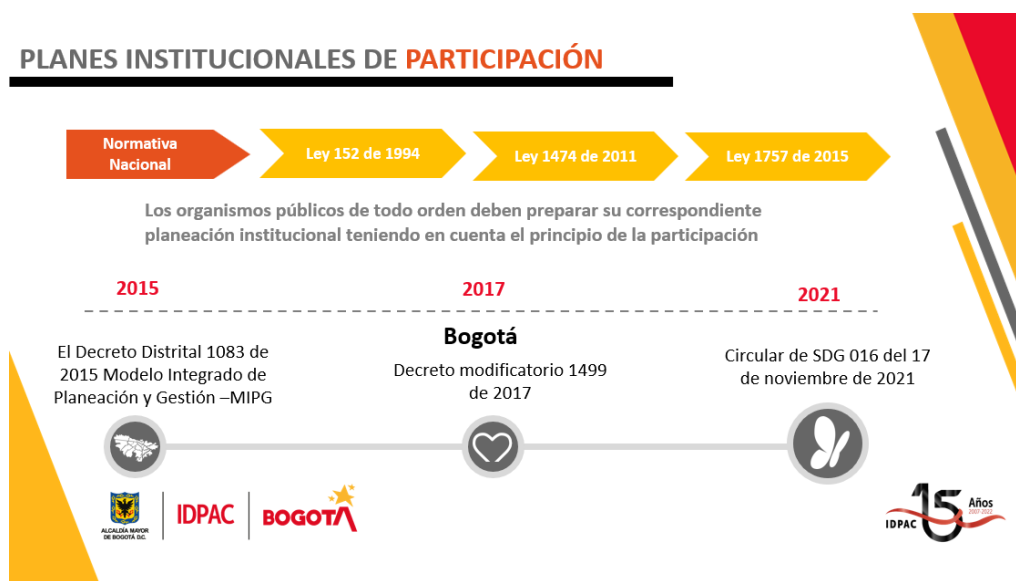 PLANES INSTITUCIONALES DE PARTICIPACIÓN
Normativa
Nacional
Ley 152 de 1994
Ley 1474 de 2011
Ley 1757 de 2015
Los organismos públicos de todo orden deben preparar su correspondiente
planeación institucional teniendo en cuenta el principio de la participación
2015
2017
2021
Bogotá
El Decreto Distrital 1083 de
2015 Modelo Integrado de
Planeación y Gestión –MIPG
Decreto modificatorio 1499
de 2017
Circular de SDG 016 del 17
de noviembre de 2021
ALCALDÍA MAYOR
DE BOGOTÁ D.C.
IDPAC
BOGOTÁ
IDPAC
15
Años
2007-2022